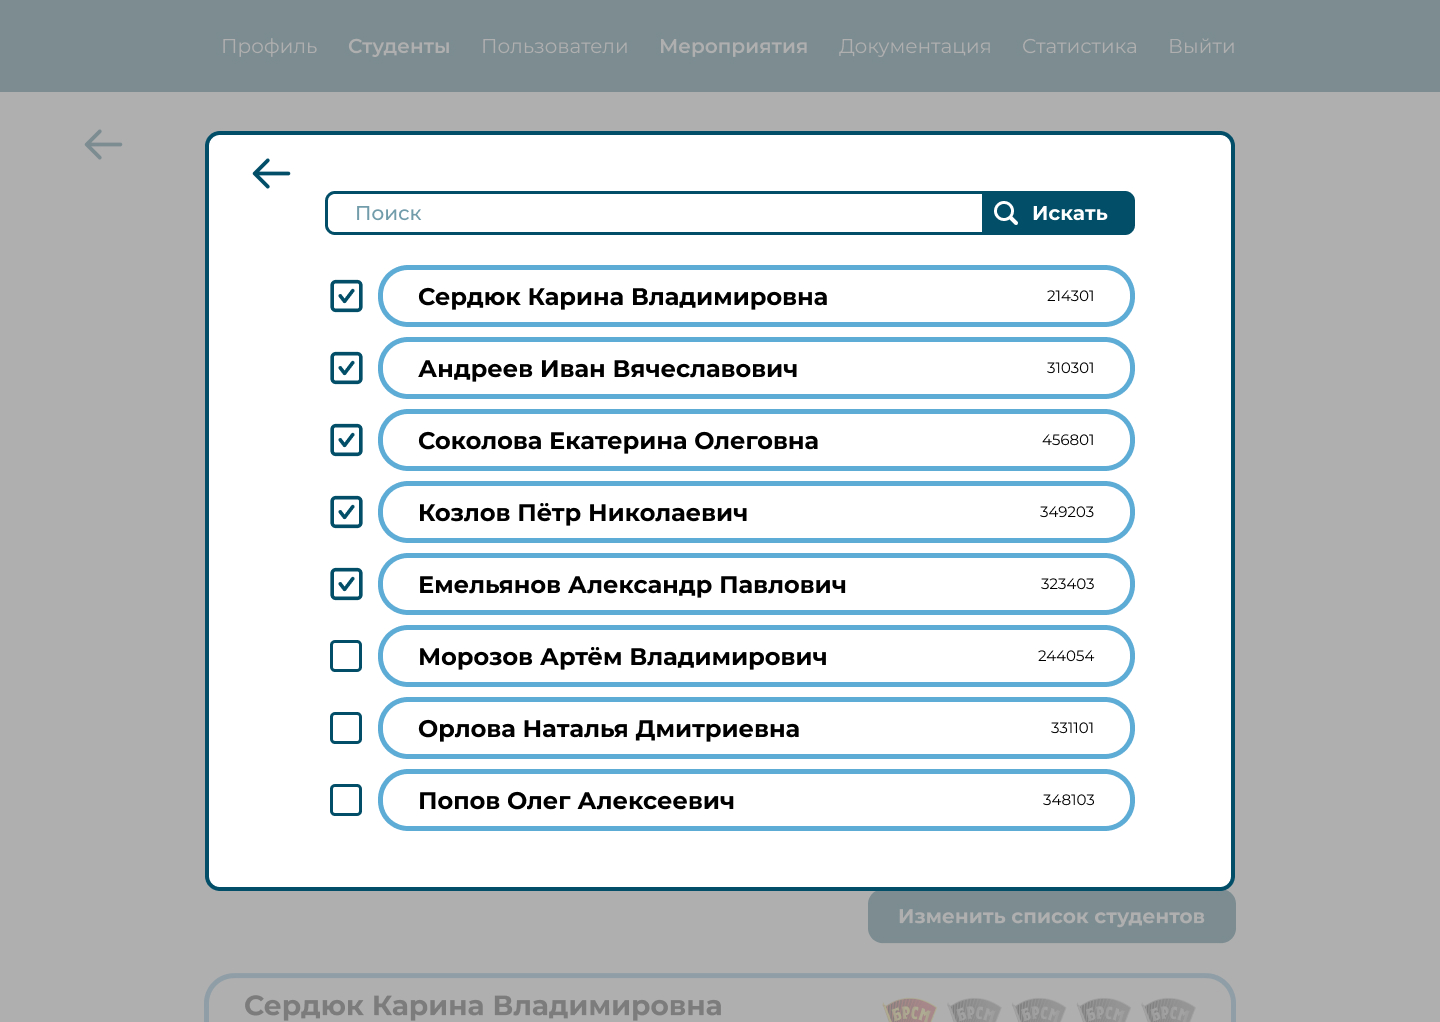 Профиль Студенты Пользователи Мероприятия Документация Статистика Выйти
Поиск Искать
Сердюк Карина Владимировна 214301
Андреев Иван Вячеславович 310301
Соколова Екатерина Олеговна 456801
Козлов Пётр Николаевич 349203
Емельянов Александр Павлович 323403
Морозов Артём Владимирович 244054
Орлова Наталья Дмитриевна 331101
Попов Олег Алексеевич 348103
Изменить список студентов
Сердюк Карина Владимировна БРСМ БРСМ БРСМ БРСМ БРСМ